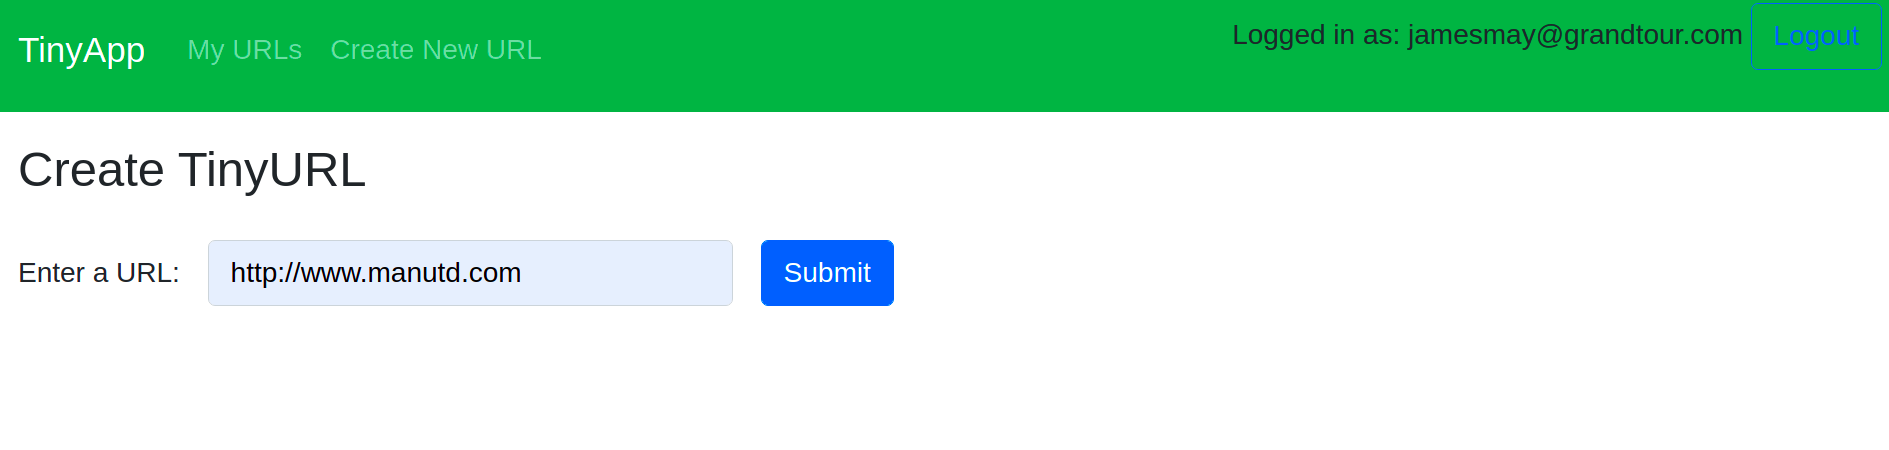 TinyApp My URLs Create New URL Logged in as: jamesmay@grandtour.com Logout
Create TinyURL
Enter a URL: http://www.manutd.com Submit